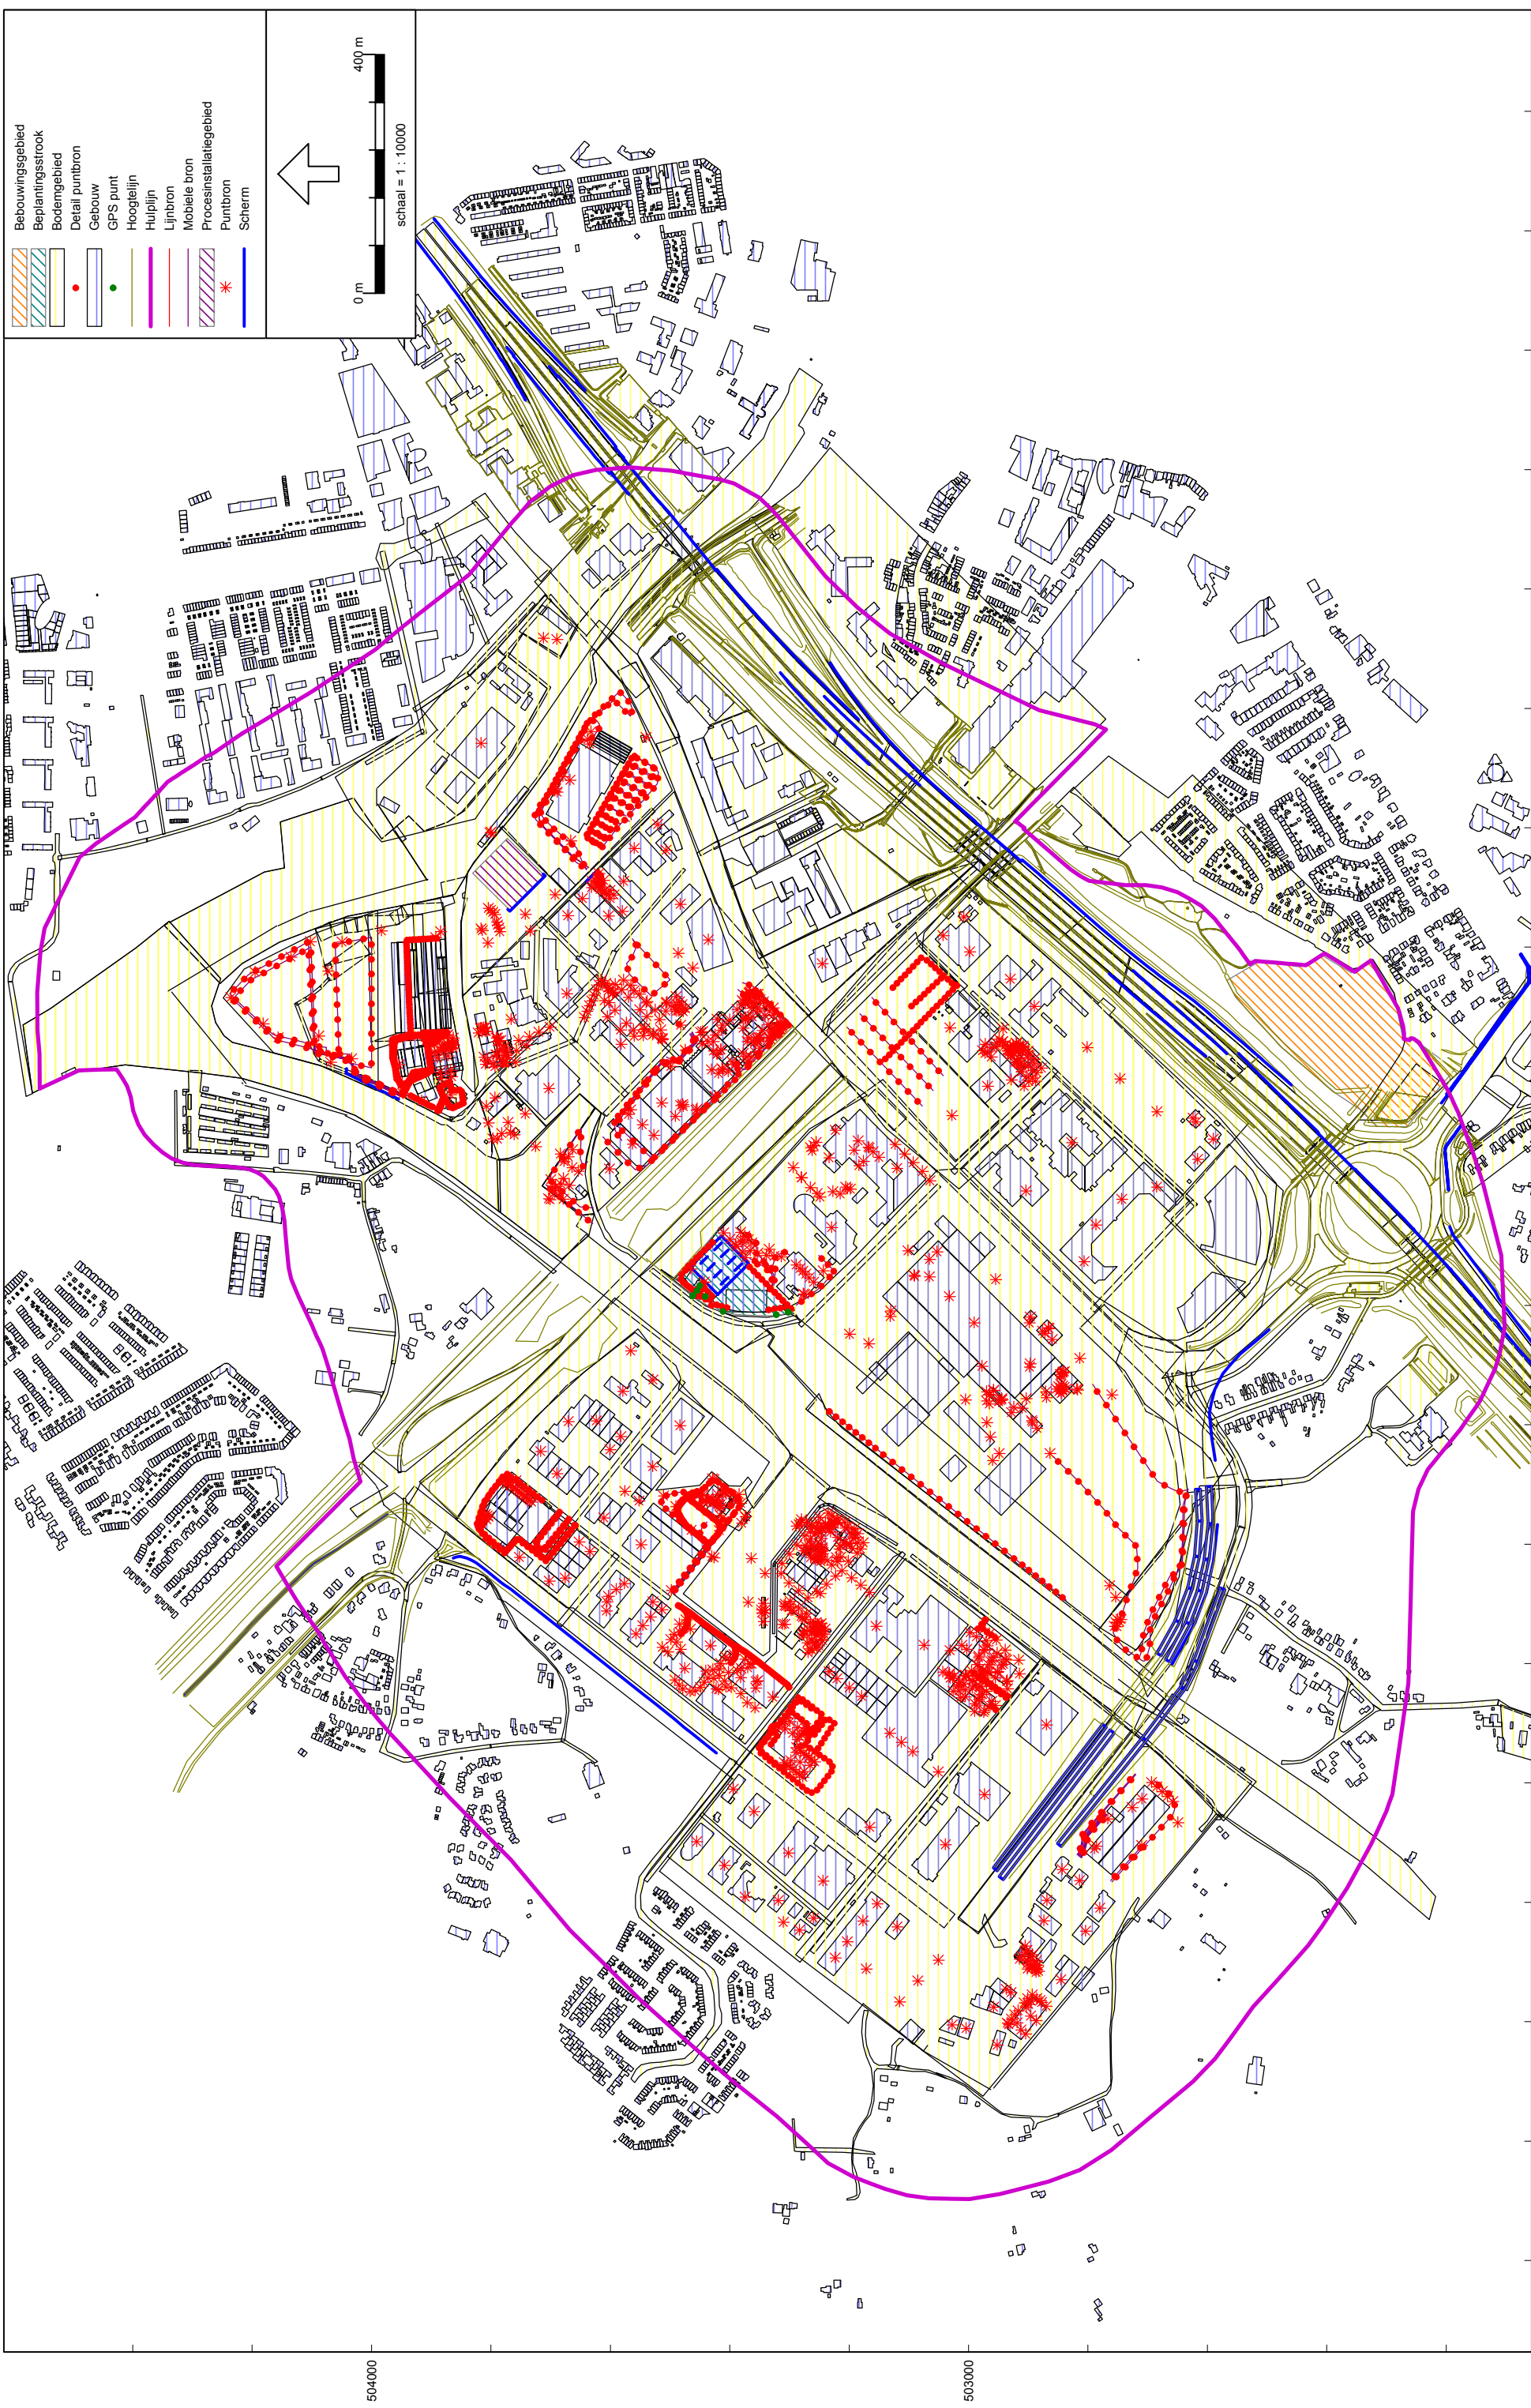 Bebouwingsgebied
Beplantingsstrook
Bodemgebied
Detail puntbron
Gebouw
GPS punt
Hoogtelijn
Hulplijn
Lijnbron
Mobiele bron
Procesinstallatiegebied
Puntbron
Scherm
0 m
400 m
schaal = 1 : 10000
504000
503000